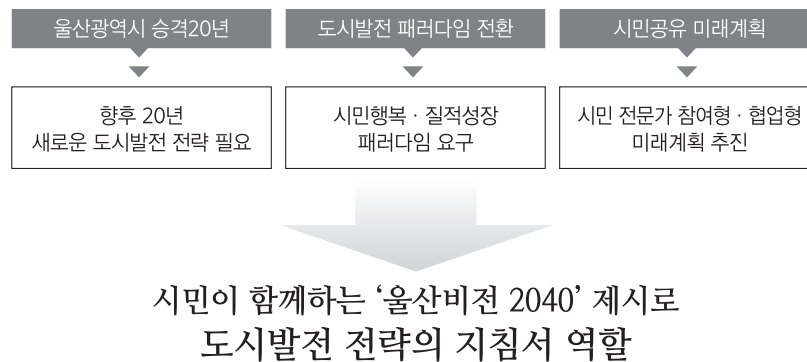 울산광역시 승격20년
도시발전 패러다임 전환
시민공유 미래계획
향후 20년
새로운 도시발전 전략 필요
시민행복 · 질적성장
패러다임 요구
시민 전문가 참여형 · 협업형
미래계획 추진
시민이 함께하는 ‘울산비전 2040’ 제시로
도시발전 전략의 지침서 역할